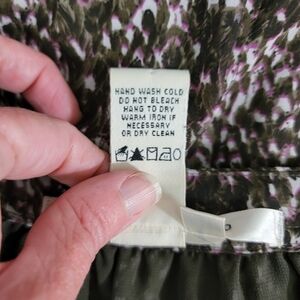 HAND WASH COLD
DO NOT BLEACH
HANG TO DRY
WARM IRON IF
NECESSARY
OR DRY CLEAN